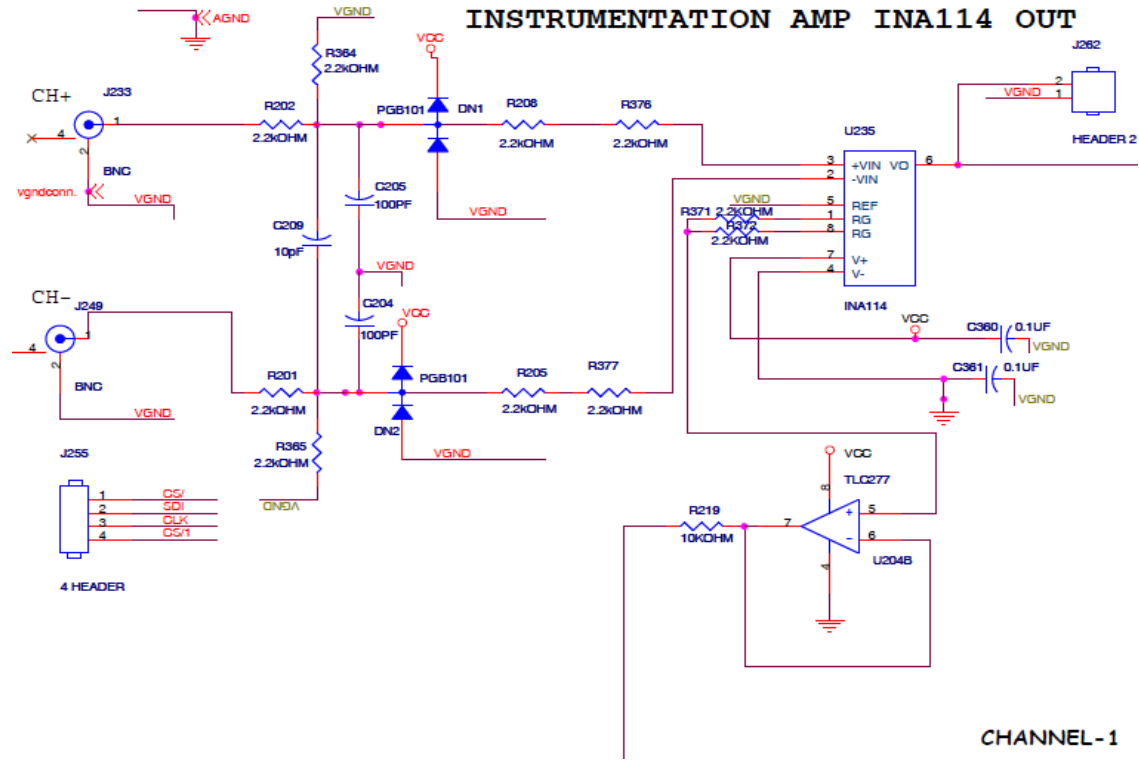 INSTRUMENTATION AMP INA114 OUT
AGND
VGND
R364
2.2kOHM
VCC
J262
2
VGND 1
HEADER 2
CH+
J233
1
4
2
BNC
vgndconn.
VGND
R202
2.2kOHM
PGB101
DN1
R208
2.2kOHM
R376
2.2kOHM
VGND
U235
3 +VIN VO 6
2 -VIN
5 REF
1 RG
8 RG
7 V+
4 V-
INA114
VGND
R371 2.2KOHM
R372
2.2KOHM
C205
100PF
C209
10pF
VGND
C204
100PF
VCC
CH-
J249
1
4
2
BNC
VGND
R201
2.2kOHM
PGB101
DN2
R205
2.2kOHM
R377
2.2kOHM
VGND
R365
2.2kOHM
VGND
VCC
C360 0.1UF
VGND
C361 0.1UF
VGND
J255
1 CS/
2 SDI
3 CLK
4 CS/1
4 HEADER
VCC
TLC277
8
+ 5
- 6
7
4
U204B
R219
10KOHM
CHANNEL-1